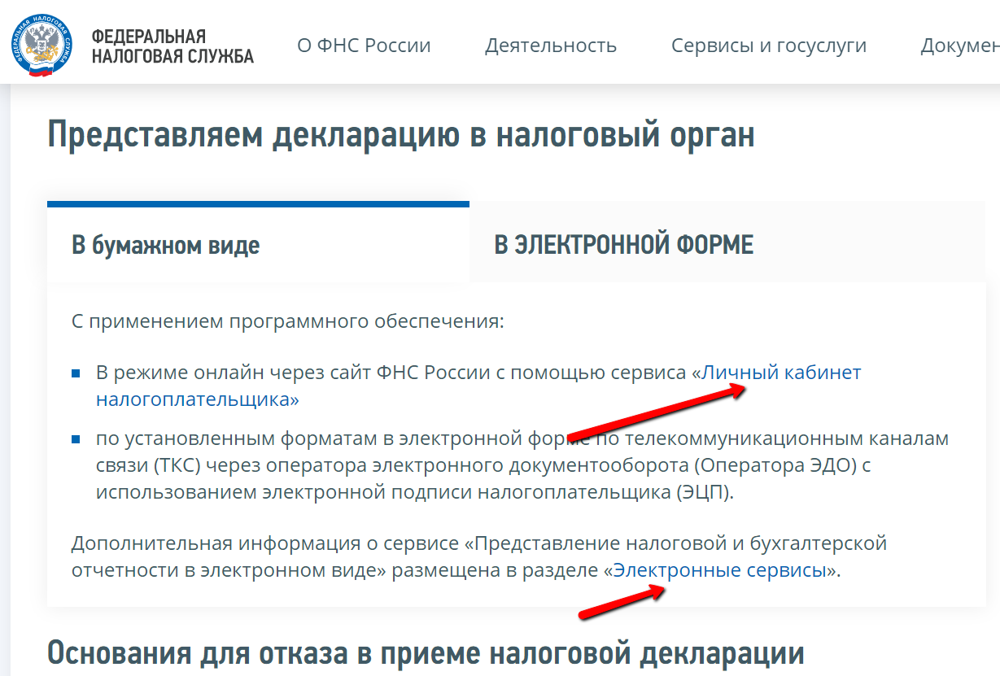 ФЕДЕРАЛЬНАЯ НАЛОГОВАЯ СЛУЖБА
ФЕДЕРАЛЬНАЯ
НАЛОГОВАЯ СЛУЖБА
О ФНС России
Деятельность
Сервисы и госуслуги
Докумен
Представляем декларацию в налоговый орган
В бумажном виде
В ЭЛЕКТРОННОЙ ФОРМЕ
С применением программного обеспечения:
В режиме онлайн через сайт ФНС России с помощью сервиса «Личный кабинет
налогоплательщика»
по установленным форматам в электронной форме по телекоммуникационным каналам
связи (ТКС) через оператора электронного документооборота (Оператора ЭДО) с
использованием электронной подписи налогоплательщика (ЭЦП).
Дополнительная информация о сервисе «Представление налоговой и бухгалтерской
отчетности в электронном виде» размещена в разделе «Электронные сервисы».
Основания для отказа в приеме налоговой декларации